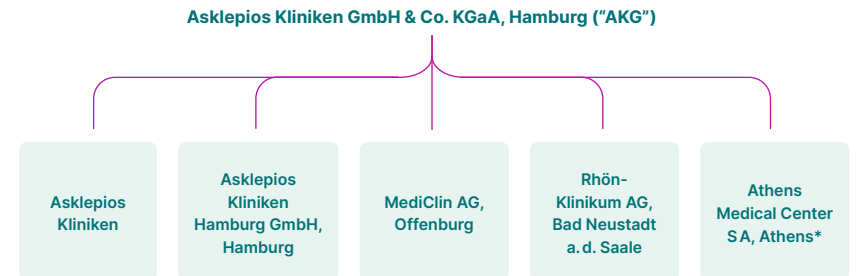 Asklepios Kliniken GmbH & Co. KGaA, Hamburg (“AKG”)
Asklepios
Kliniken
Asklepios
Kliniken
Hamburg GmbH,
Hamburg
MediClin AG,
Offenburg
Rhön-
Klinikum AG,
Bad Neustadt
a. d. Saale
Athens
Medical Center
SA, Athens*